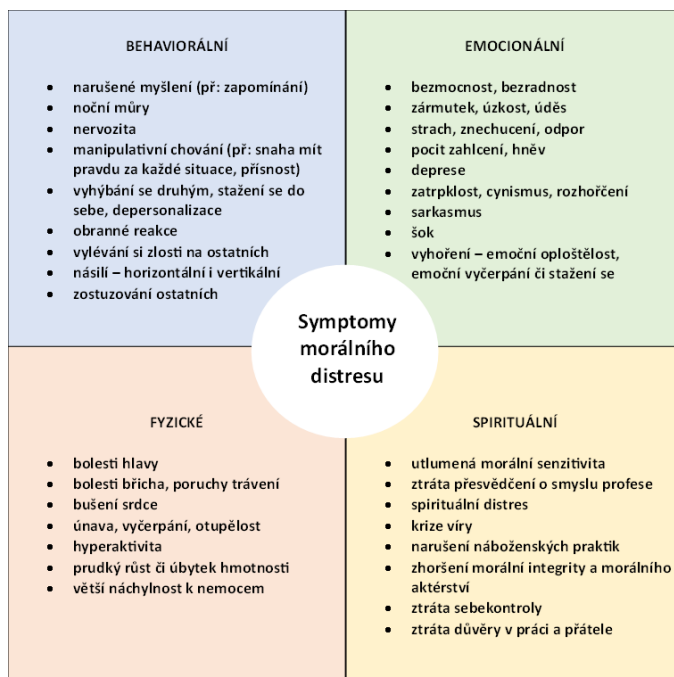 BEHAVIORÁLNÍ
• narušené myšlení (př: zapomínání)
• noční můry
• nervozita
• manipulativní chování (př: snaha mít
pravdu za každé situace, přísnost)
• vyhýbání se druhým, stažení se do
sebe, depersonalizace
• obranné reakce
• vylévání si zlosti na ostatních
• násilí – horizontální i vertikální
• zostuzování ostatních
EMOCIONÁLNÍ
• bezmocnost, bezradnost
• zármutek, úzkost, úděs
• strach, znechucení, odpor
• pocit zahlcení, hněv
• deprese
• zatrpklost, cynismus, rozhořčení
• sarkasmus
• šok
• vyhoření – emoční oploštělost,
emoční vyčerpání či stažení se
Symptomy
morálního
distresu
FYZICKÉ
• bolesti hlavy
• bolesti břicha, poruchy trávení
• bušení srdce
• únava, vyčerpání, otupělost
• hyperaktivita
• prudký růst či úbytek hmotnosti
• větší náchylnost k nemocem
SPIRITUÁLNÍ
• utlumená morální senzitivita
• ztráta přesvědčení o smyslu profese
• spirituální distres
• krize víry
• narušení náboženských praktik
• zhoršení morální integrity a morálního
aktérství
• ztráta sebekontroly
• ztráta důvěry v práci a přátele